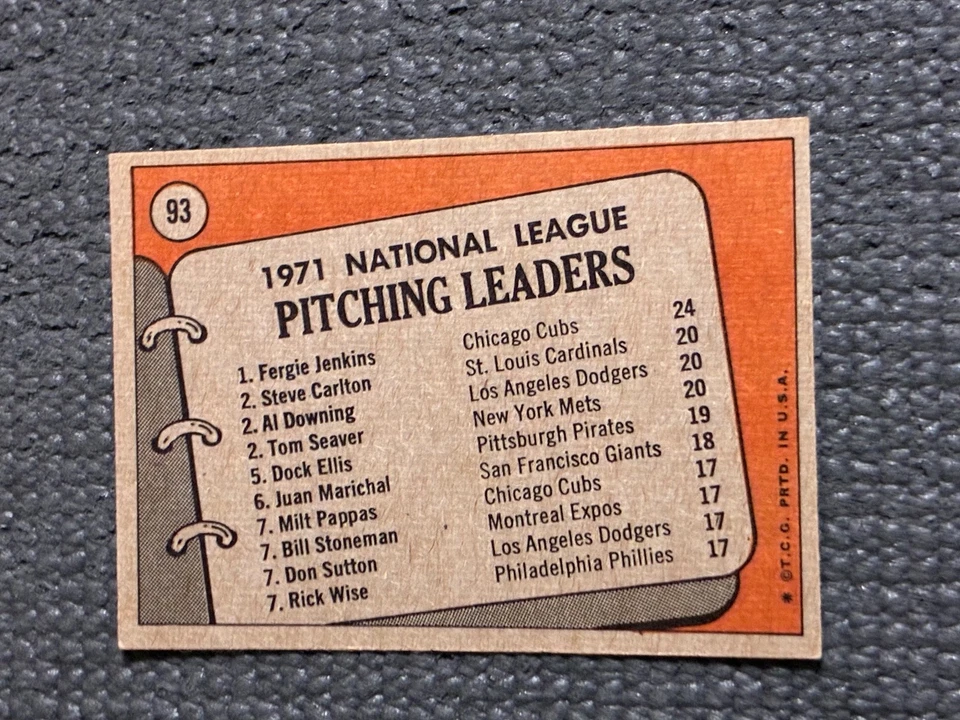 93
1971 NATIONAL LEAGUE
PITCHING LEADERS
1. Fergie Jenkins Chicago Cubs 24
2. Steve Carlton St. Louis Cardinals 20
2. Al Downing Los Angeles Dodgers 20
2. Tom Seaver New York Mets 20
5. Dock Ellis Pittsburgh Pirates 19
6. Juan Marichal San Francisco Giants 18
7. Milt Pappas Chicago Cubs 17
7. Bill Stoneman Montreal Expos 17
7. Don Sutton Los Angeles Dodgers 17
7. Rick Wise Philadelphia Phillies 17
* ©T.C.G. PRTD. IN U.S.A.